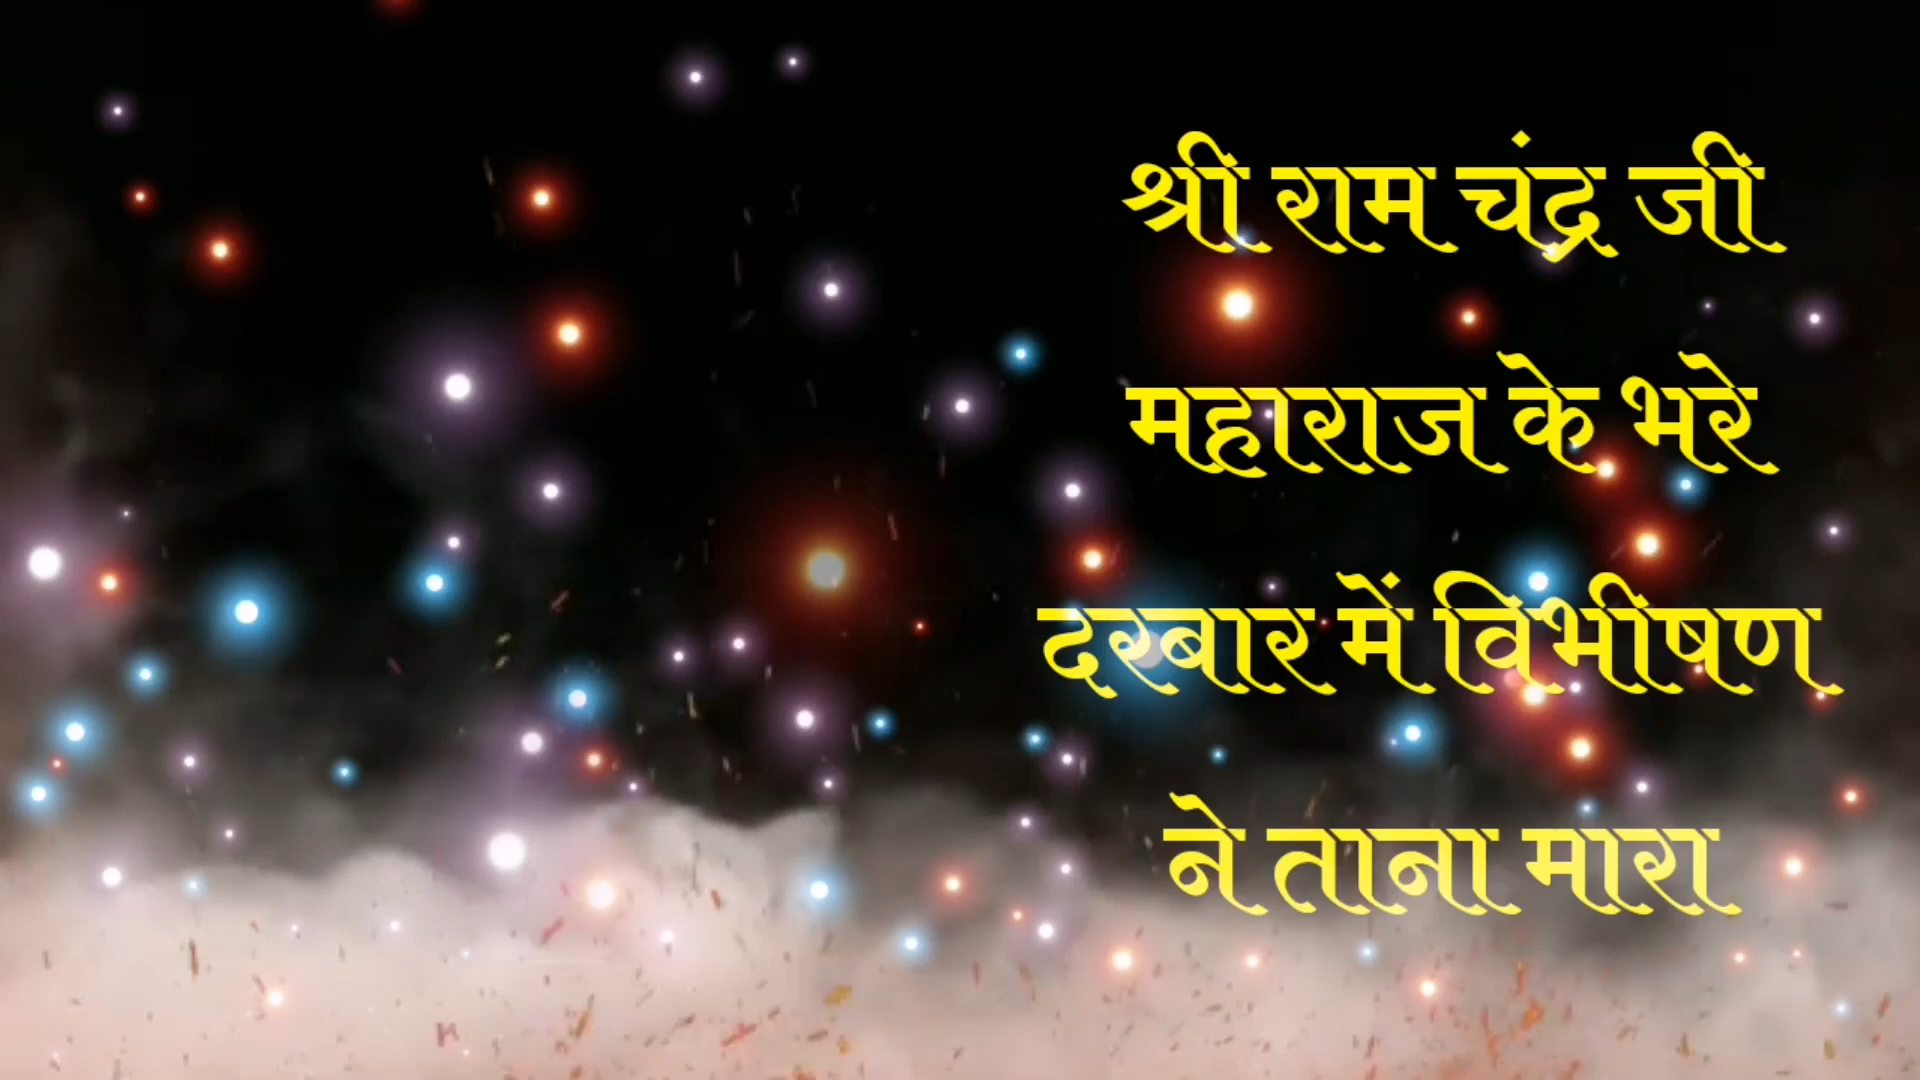 श्री राम चंद्र जी
महाराज के भरे
दरबार में विभीषण
ने ताना मारा